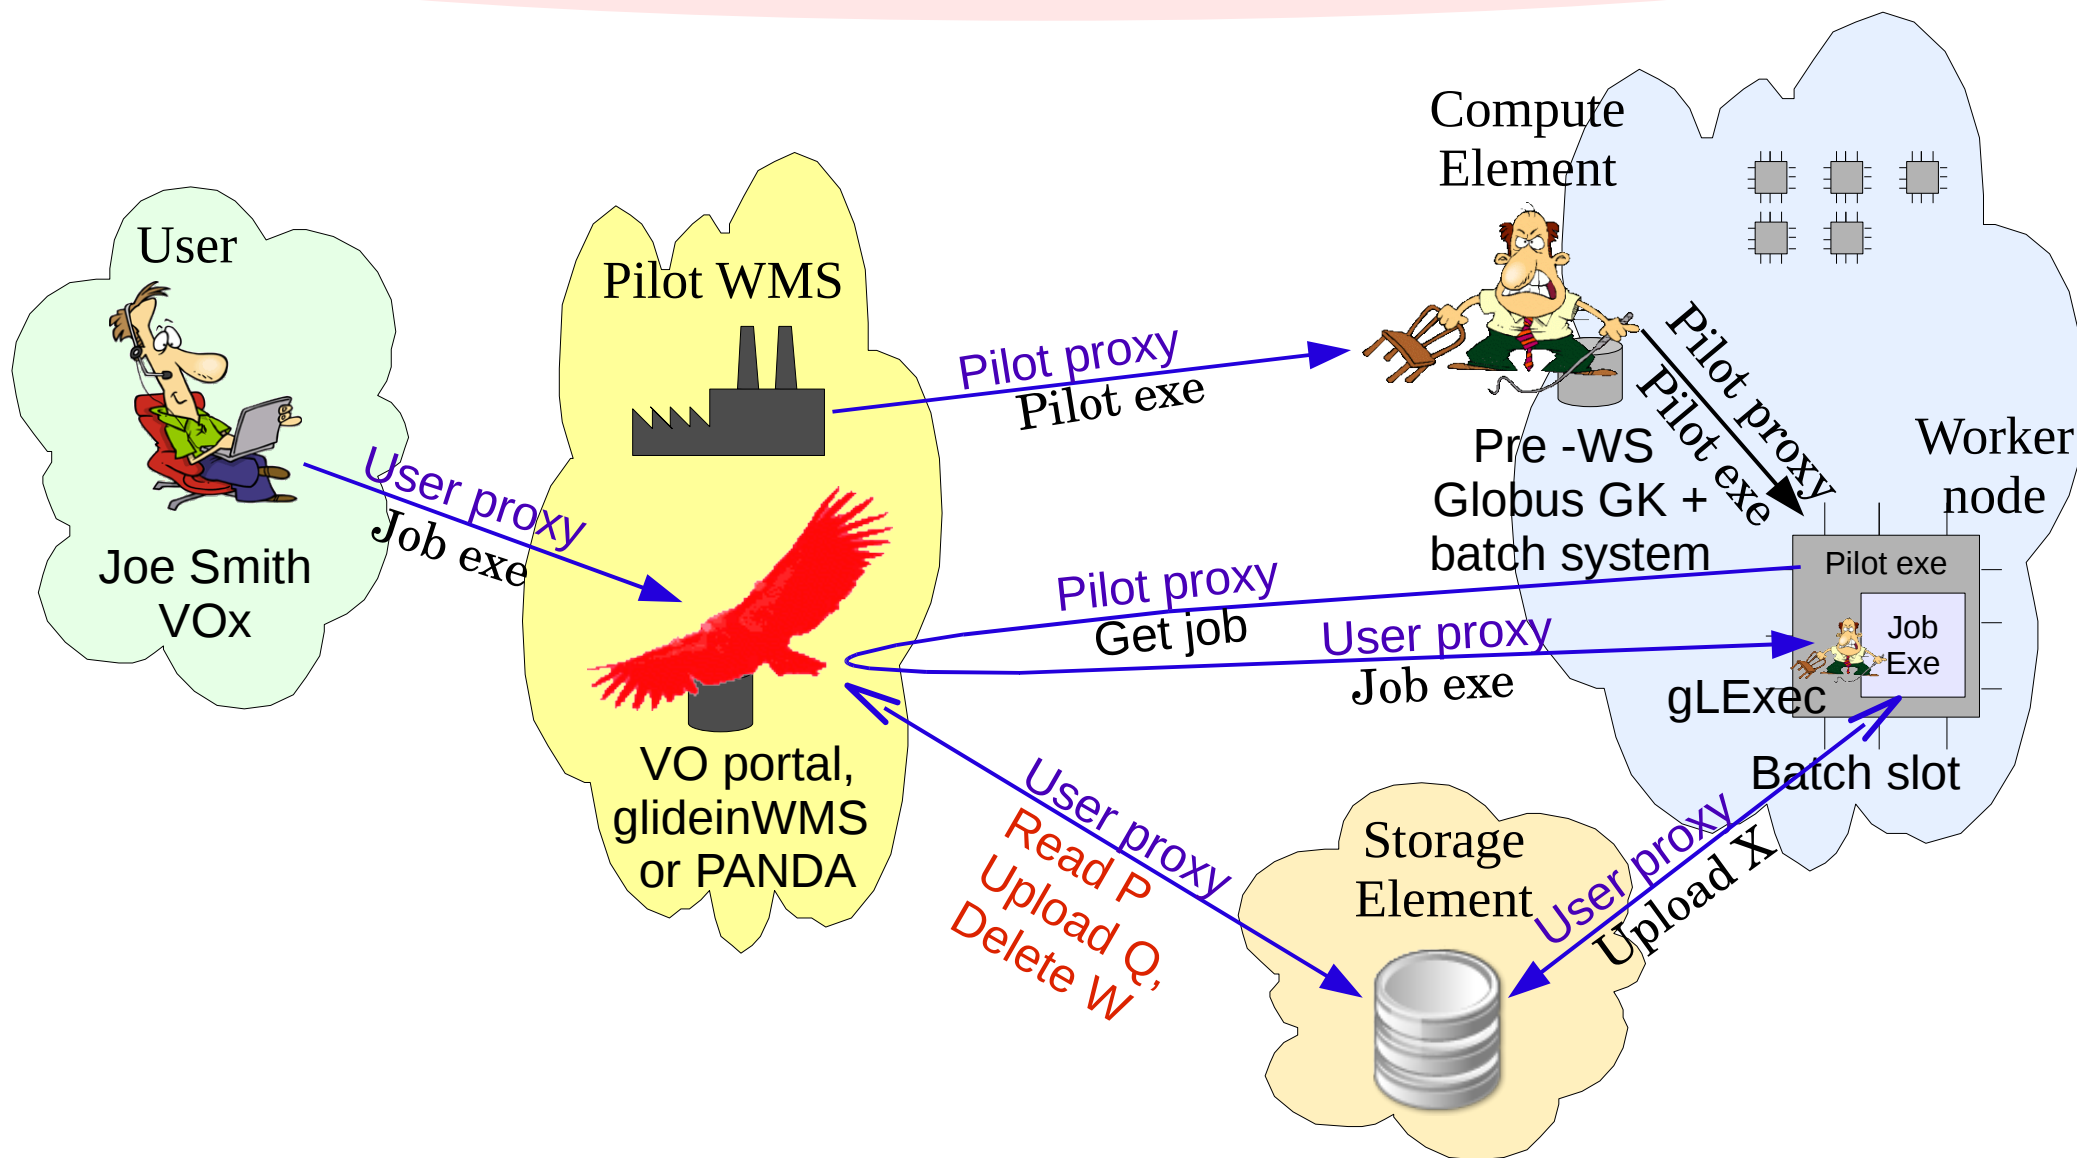 User
Joe Smith
VOx
User proxy
Job exe
Pilot WMS
VO portal,
glideinWMS
or PANDA
Pilot proxy
Pilot exe
Compute
Element
Pre -WS
Globus GK +
batch system
Pilot proxy
Pilot exe
Worker
node
Pilot exe
Job
Exe
gLExec
Batch slot
Pilot proxy
Get job
User proxy
Job exe
User proxy
Read P
Upload Q,
Delete W
Storage
Element
User proxy
Upload X